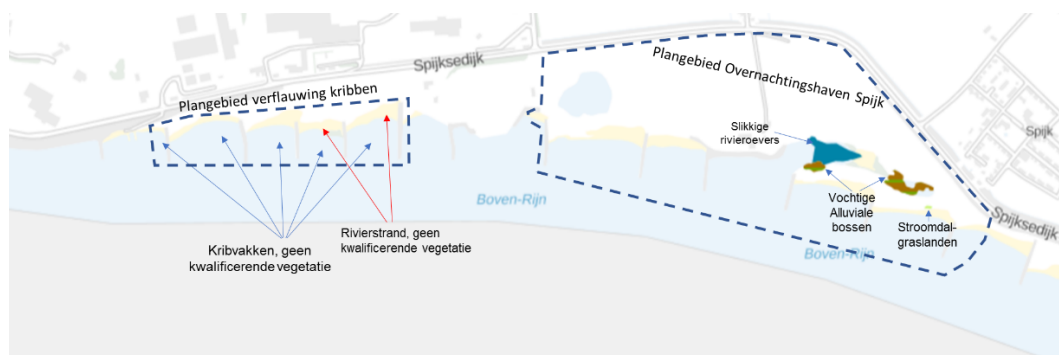 Spijksedijk
Plangebied verflauwing kribben
Plangebied Overnachtingshaven Spijk
Slikkige
rivieroevers
Spijk
Boven-Rijn
Vochtige
Alluviale
bossen
Stroomdal-
graslanden
Spijksedijk
Rivierstrand, geen
kwalificerende vegetatie
Kribvakken, geen
kwalificerende vegetatie
Boven-Rijn